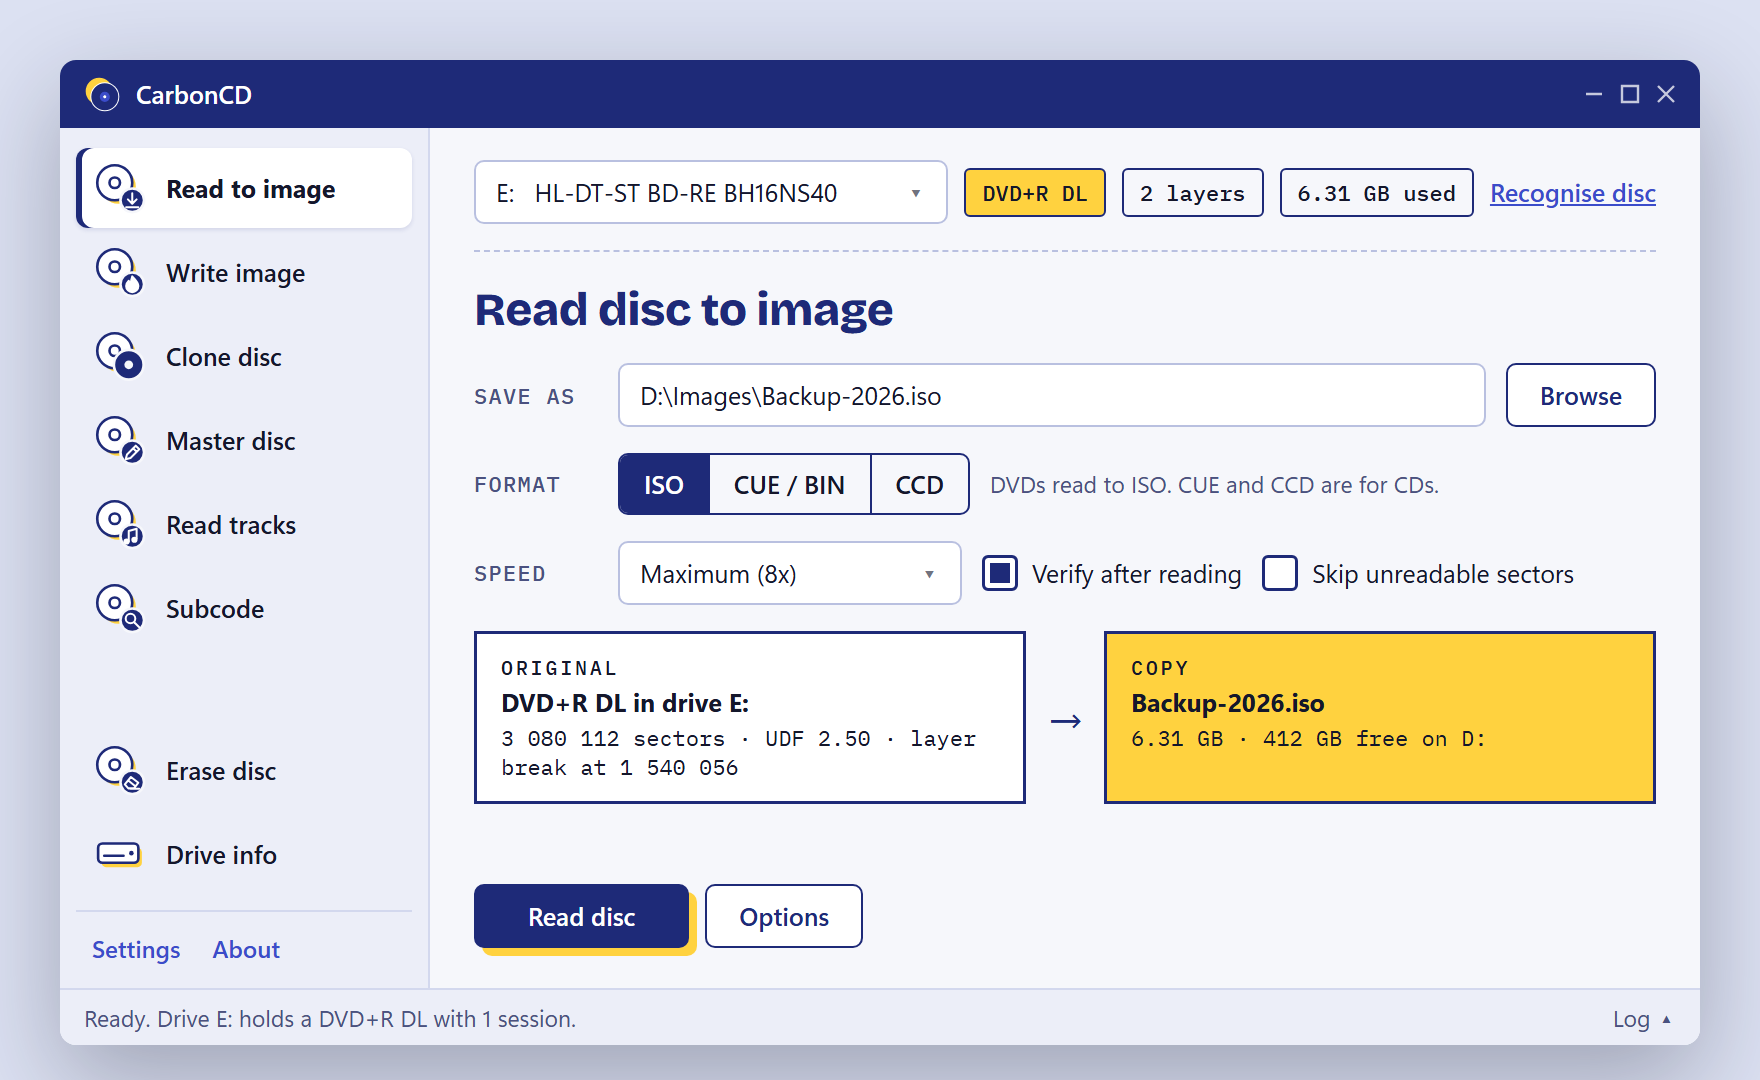 CarbonCD
Read to image
Write image
Clone disc
Master disc
Read tracks
Subcode
Erase disc
Drive info
Settings About
E: HL-DT-ST BD-RE BH16NS40
DVD+R DL
2 layers
6.31 GB used
Recognise disc
Read disc to image
SAVE AS
D:\Images\Backup-2026.iso
Browse
FORMAT
ISO
CUE / BIN
CCD
DVDs read to ISO. CUE and CCD are for CDs.
SPEED
Maximum (8x)
Verify after reading
Skip unreadable sectors
ORIGINAL
DVD+R DL in drive E:
3 080 112 sectors · UDF 2.50 · layer
break at 1 540 056
→
COPY
Backup-2026.iso
6.31 GB · 412 GB free on D:
Read disc
Options
Ready. Drive E: holds a DVD+R DL with 1 session.
Log